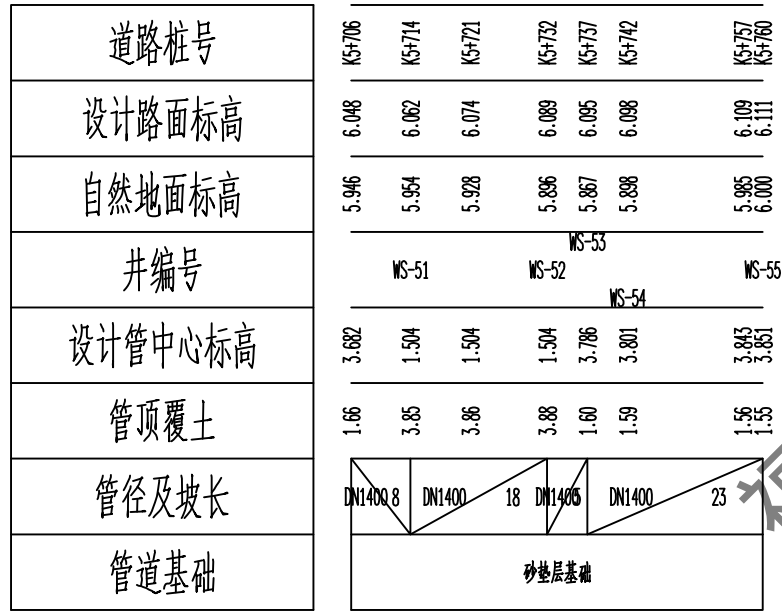 道路桩号 K5+706 K5+714 K5+721 K5+732 K5+737 K5+742 K5+757 K5+760
设计路面标高 6.048 6.062 6.074 6.089 6.095 6.098 6.109 6.111
自然地面标高 5.946 5.954 5.928 5.896 5.867 5.898 5.985 6.000
WS-53
井编号 WS-51 WS-52 WS-55
WS-54
设计管中心标高 3.682 1.504 1.504 1.504 3.786 3.801 3.843 3.851
管顶覆土 1.66 3.85 3.86 3.88 1.60 1.59 1.56 1.55
管径及坡长 DN1400 8 DN1400 18 DN1400 5 DN1400 23
管道基础 砂垫层基础